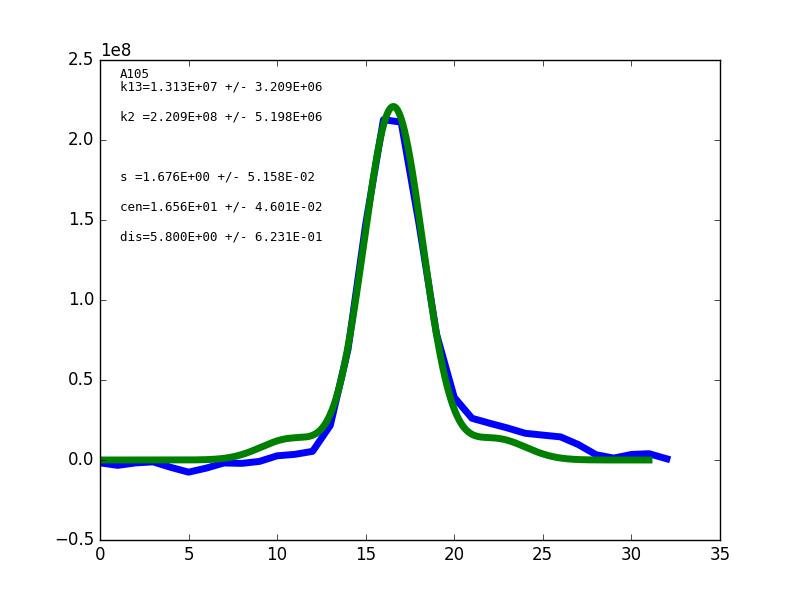 1e8
A105
k13=1.313E+07 +/- 3.209E+06
k2 =2.209E+08 +/- 5.198E+06
s =1.676E+00 +/- 5.158E-02
cen=1.656E+01 +/- 4.601E-02
dis=5.800E+00 +/- 6.231E-01
2.5
2.0
1.5
1.0
0.5
0.0
−0.5
0 5 10 15 20 25 30 35